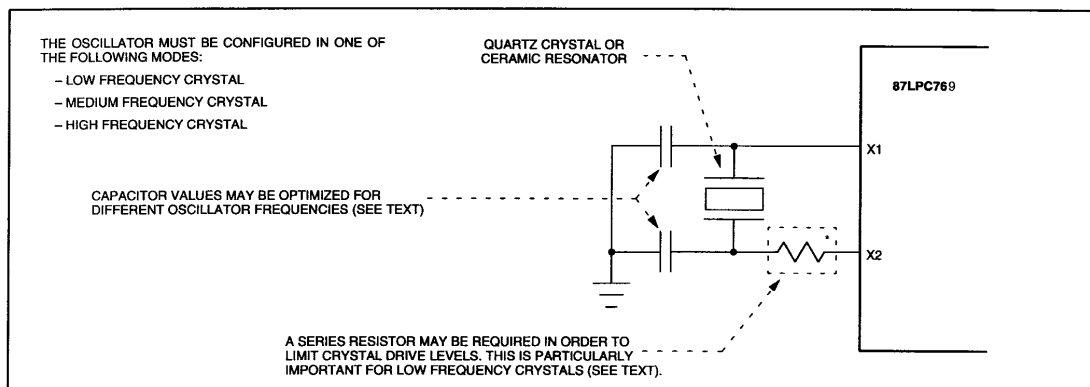 THE OSCILLATOR MUST BE CONFIGURED IN ONE OF
THE FOLLOWING MODES:
– LOW FREQUENCY CRYSTAL
– MEDIUM FREQUENCY CRYSTAL
– HIGH FREQUENCY CRYSTAL
QUARTZ CRYSTAL OR
CERAMIC RESONATOR
87LPC769
X1
CAPACITOR VALUES MAY BE OPTIMIZED FOR
DIFFERENT OSCILLATOR FREQUENCIES (SEE TEXT)
*
X2
A SERIES RESISTOR MAY BE REQUIRED IN ORDER TO
LIMIT CRYSTAL DRIVE LEVELS. THIS IS PARTICULARLY
IMPORTANT FOR LOW FREQUENCY CRYSTALS (SEE TEXT).